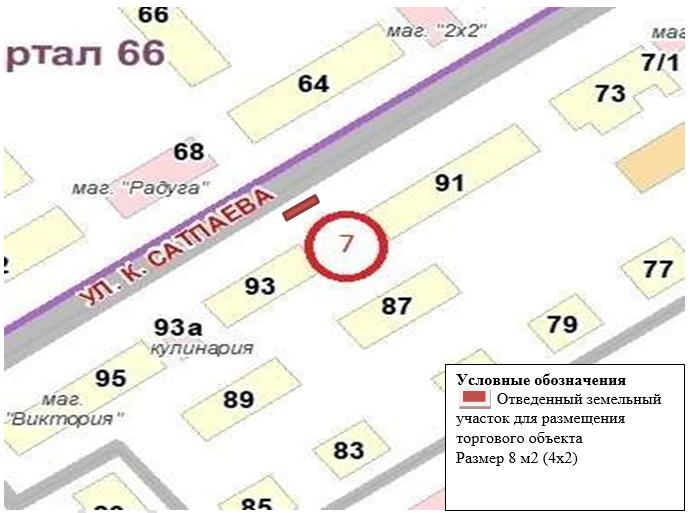 66
маг. "2x2"
маг
ртал 66
7/1
64
73
68
91
маг. "Радуга"
УЛ. К. САТПАЕВА
7
2
93
77
87
93а
кулинария
79
95
маг.
"Виктория"
89
83
85
Условные обозначения
Отведенный земельный
участок для размещения
торгового объекта
Размер 8 м2 (4х2)